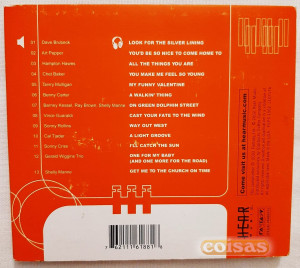 01 Dave Brubeck LOOK FOR THE SILVER LINING
02 Art Pepper YOU'D BE SO NICE TO COME HOME TO
03 Hampton Hawes ALL THE THINGS YOU ARE
04 Chet Baker YOU MAKE ME FEEL SO YOUNG
05 Gerry Mulligan MY FUNNY VALENTINE
06 Benny Carter A WALKIN' THING
07 Barney Kessel, Ray Brown, Shelly Manne ON GREEN DOLPHIN STREET
08 Vince Guaraldi CAST YOUR FATE TO THE WIND
09 Sonny Rollins WAY OUT WEST
10 Cal Tjader A LIGHT GROOVE
11 Sonny Criss I'LL CATCH THE SUN
12 Gerald Wiggins Trio ONE FOR MY BABY
(AND ONE MORE FOR THE ROAD)
13 Shelly Manne GET ME TO THE CHURCH ON TIME
Come visit us at hearmusic.com
HEAR
coisas